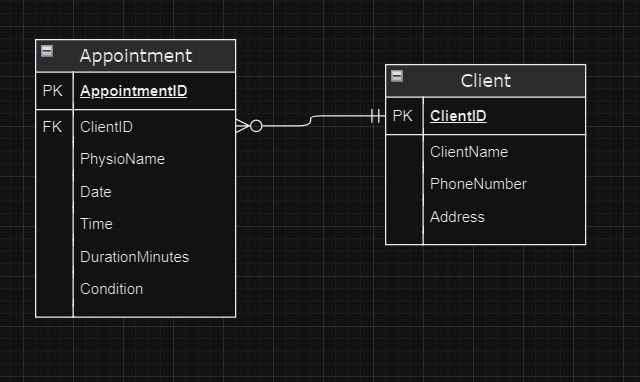 Appointment
PK AppointmentID
FK ClientID
PhysioName
Date
Time
DurationMinutes
Condition
Client
PK ClientID
ClientName
PhoneNumber
Address